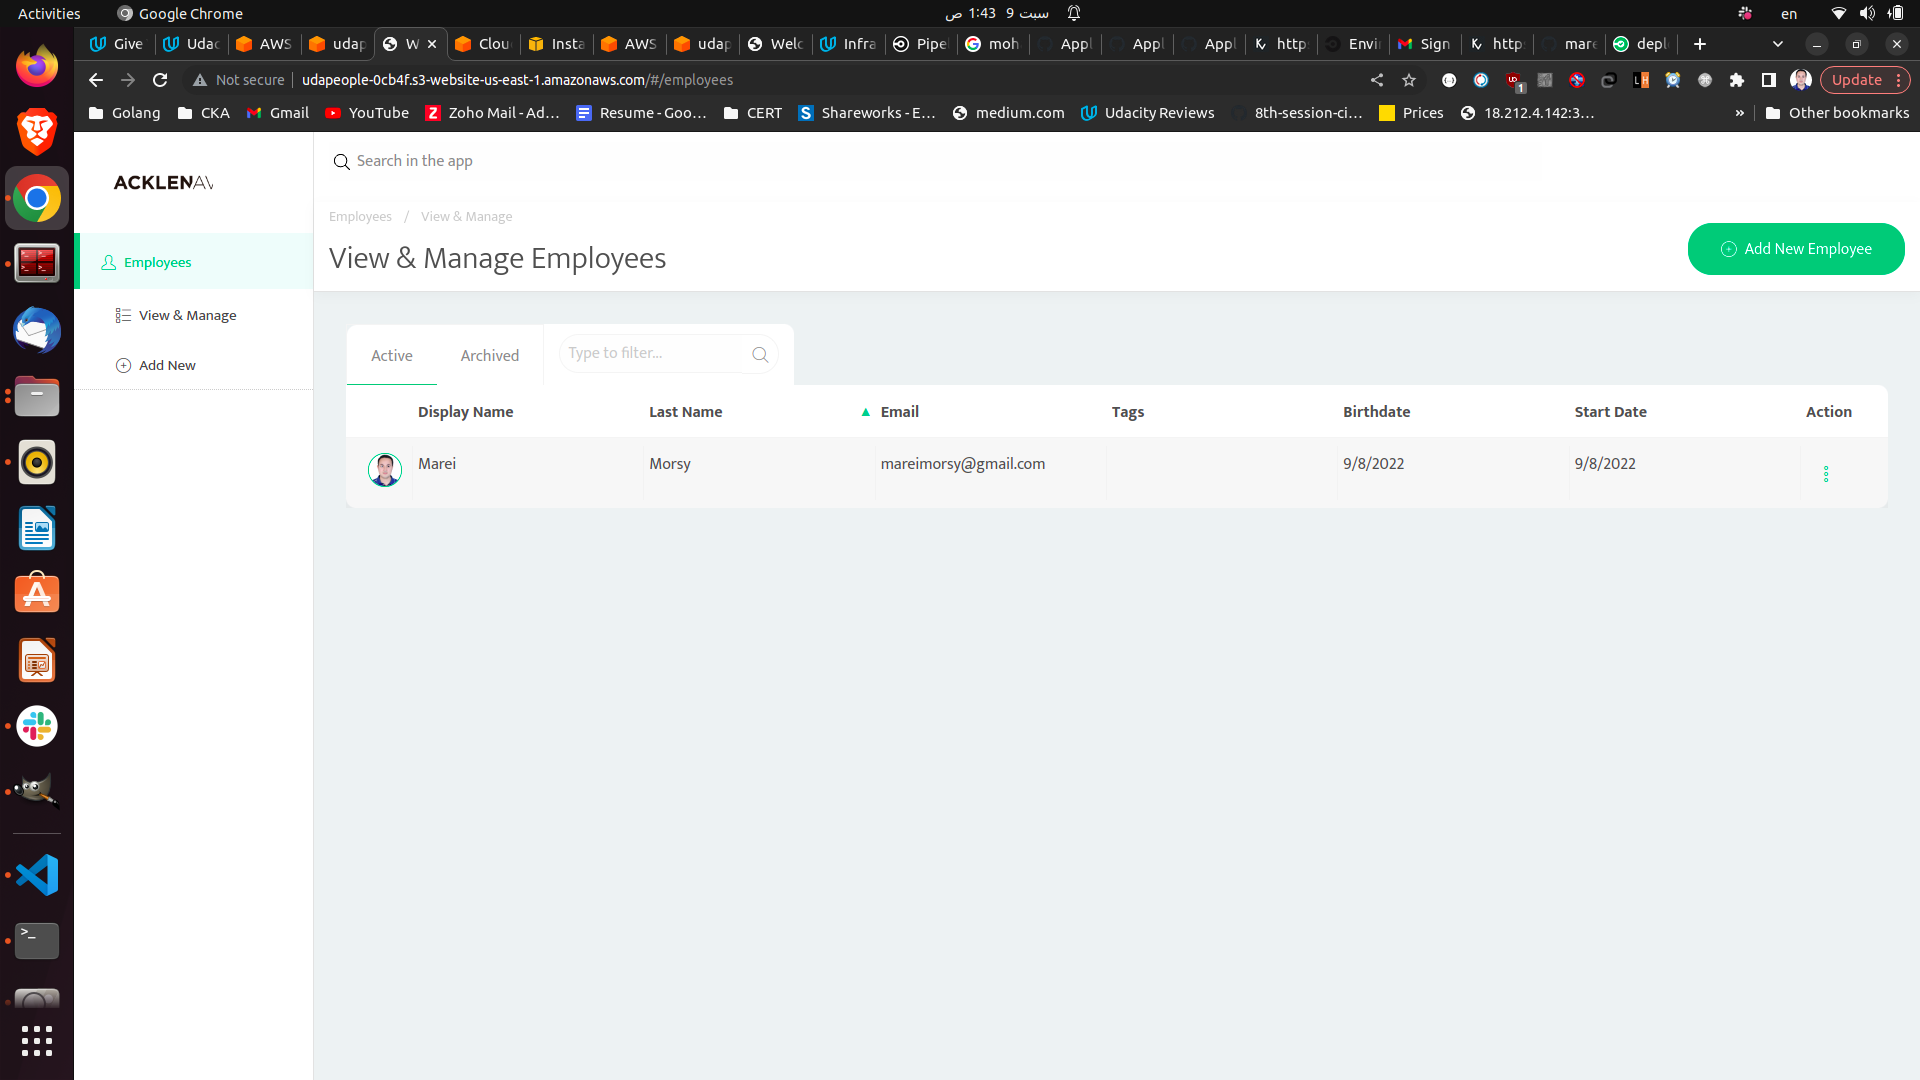 Activities
Google Chrome
سبت 9  1:43 ص
en
Give
Udac
AWS
udap
W
Clou
Insta
AWS
udap
Welc
Infra
Pipel
moh
Appl
Appl
Appl
http
Envi
Sign
http
mare
depl
Not secure
udapeople-0cb4f.s3-website-us-east-1.amazonaws.com/#/employees
1
Update
Golang
CKA
Gmail
YouTube
Zoho Mail - Ad…
Resume - Goo…
CERT
Shareworks - E…
medium.com
Udacity Reviews
8th-session-ci…
Prices
18.212.4.142:3…
»
Other bookmarks
ACKLENAV
Search in the app
Employees / View & Manage
View & Manage Employees
Add New Employee
Employees
View & Manage
Add New
Active
Archived
Type to filter...
Display Name Last Name ▲ Email Tags Birthdate Start Date Action
Marei Morsy mareimorsy@gmail.com 9/8/2022 9/8/2022